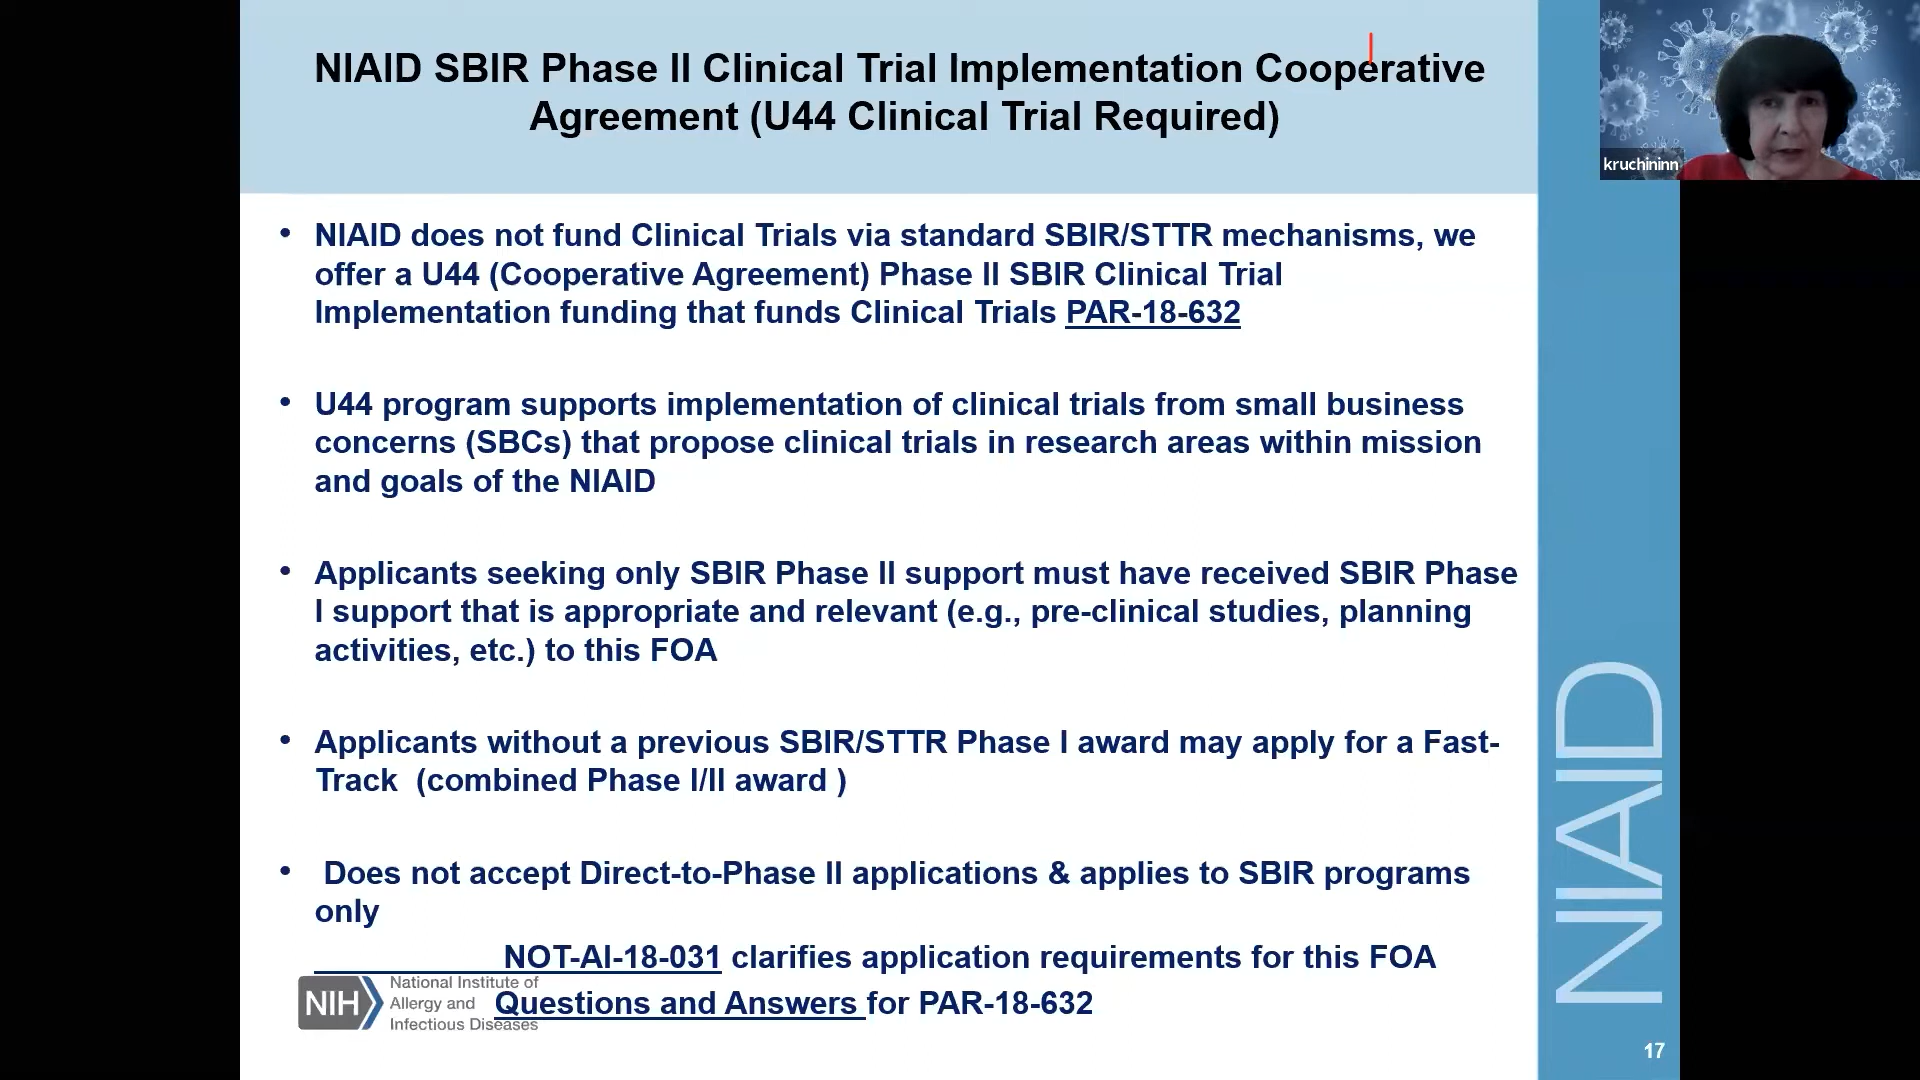 NIAID SBIR Phase II Clinical Trial Implementation Cooperative
Agreement (U44 Clinical Trial Required)
kruchininn
• NIAID does not fund Clinical Trials via standard SBIR/STTR mechanisms, we
offer a U44 (Cooperative Agreement) Phase II SBIR Clinical Trial
Implementation funding that funds Clinical Trials PAR-18-632
• U44 program supports implementation of clinical trials from small business
concerns (SBCs) that propose clinical trials in research areas within mission
and goals of the NIAID
• Applicants seeking only SBIR Phase II support must have received SBIR Phase
I support that is appropriate and relevant (e.g., pre-clinical studies, planning
activities, etc.) to this FOA
• Applicants without a previous SBIR/STTR Phase I award may apply for a Fast-
Track (combined Phase I/II award )
• Does not accept Direct-to-Phase II applications & applies to SBIR programs
only
NOT-AI-18-031 clarifies application requirements for this FOA
Questions and Answers for PAR-18-632
NIH
National Institute of
Allergy and
Infectious Diseases
NIAID
17